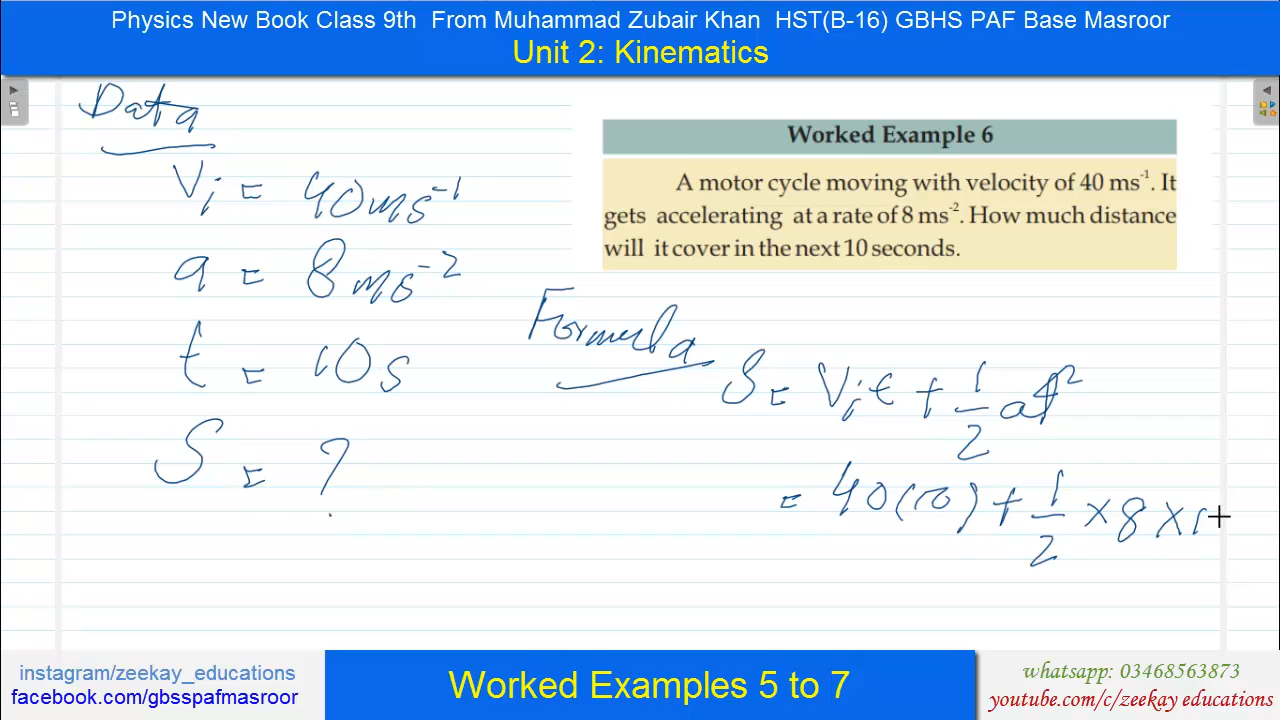 Physics New Book Class 9th From Muhammad Zubair Khan HST(B-16) GBHS PAF Base Masroor
Unit 2: Kinematics
Data
Vi = 40ms⁻¹
a = 8ms⁻²
t = 10s
S = ?
Worked Example 6
A motor cycle moving with velocity of 40 ms⁻¹. It
gets accelerating at a rate of 8 ms⁻². How much distance
will it cover in the next 10 seconds.
Formula
S = Vit + 1/2 at²
= 40(10) + 1/2 × 8 × 1
instagram/zeekay_educations
facebook.com/gbsspafmasroor
Worked Examples 5 to 7
whatsapp: 03468563873
youtube.com/c/zeekay educations